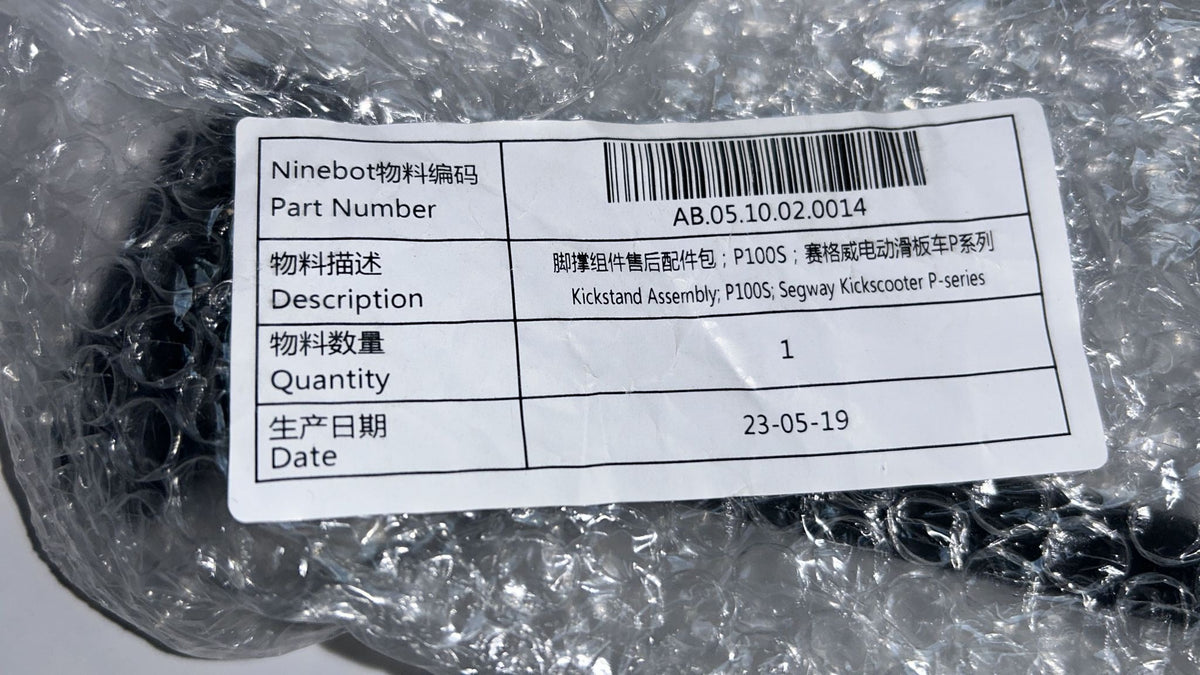 Ninebot物料编码
Part Number
AB.05.10.02.0014
物料描述
Description
脚撑组件售后配件包；P100S；赛格威电动滑板车P系列
Kickstand Assembly; P100S; Segway Kickscooter P-series
物料数量
Quantity
1
生产日期
Date
23-05-19